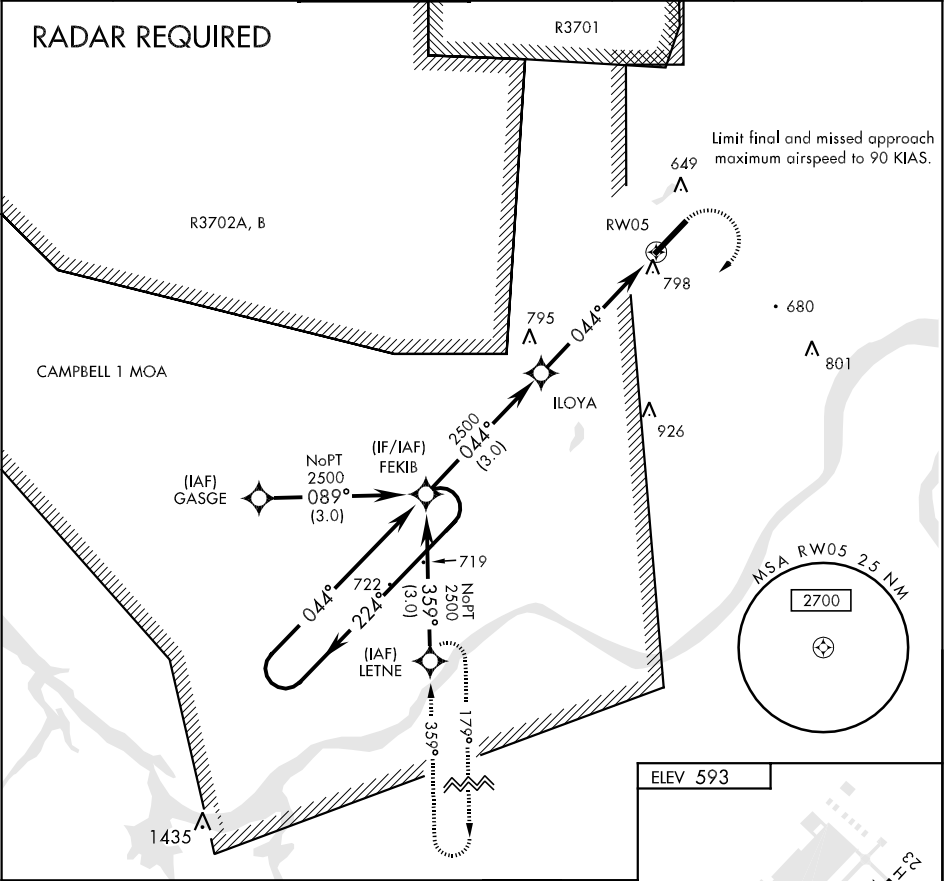 RADAR REQUIRED
R3701
Limit final and missed approach
maximum airspeed to 90 KIAS.
649
R3702A, B
RW05
798
680
795
044°
801
CAMPBELL 1 MOA
ILOYA
926
2500
044°
(3.0)
(IF/IAF)
FEKIB
NoPT
2500
089°
(3.0)
(IAF)
GASGE
719
722
044°
224°
NoPT
2500
359°
(3.0)
MSA RW05 25 NM
2700
(IAF)
LETNE
359°
179°
ELEV 593
1435
23
H